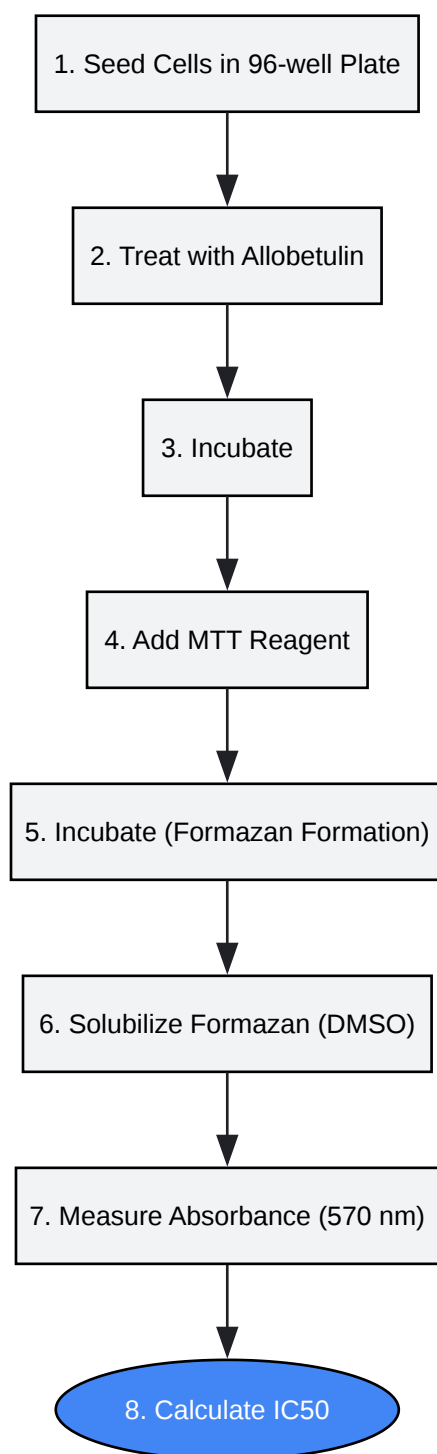 1. Seed Cells in 96-well Plate
2. Treat with Allobetulin
3. Incubate
4. Add MTT Reagent
5. Incubate (Formazan Formation)
6. Solubilize Formazan (DMSO)
7. Measure Absorbance (570 nm)
8. Calculate IC50